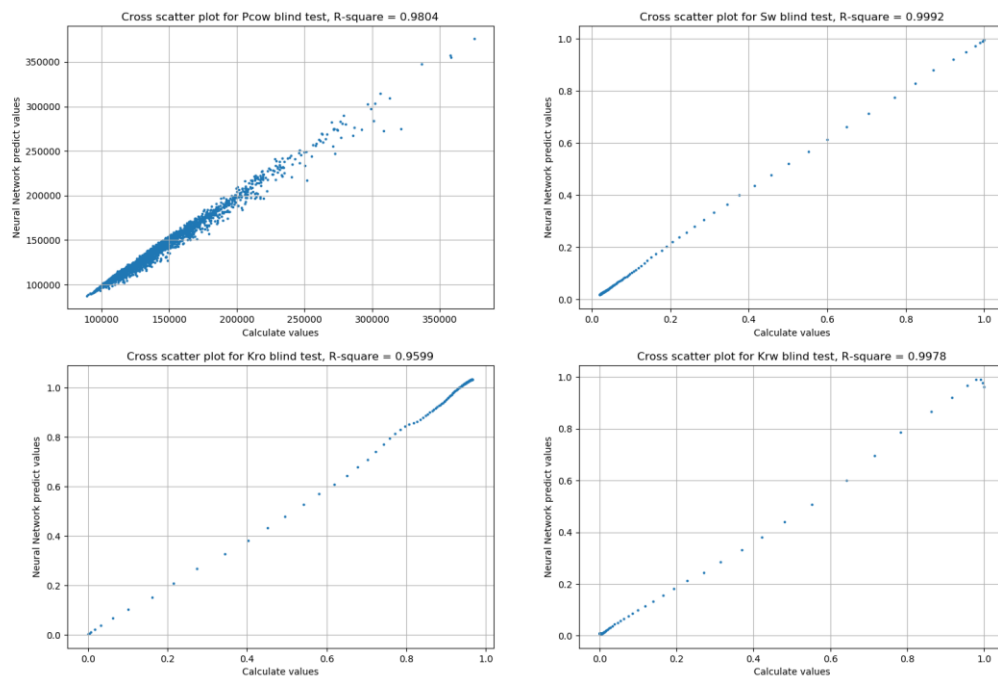 Cross scatter plot for Pcow blind test, R-square = 0.9804
Neural Network predict values
350000
300000
250000
200000
150000
100000
100000 150000 200000 250000 300000 350000
Calculate values
Cross scatter plot for Sw blind test, R-square = 0.9992
Neural Network predict values
1.0
0.8
0.6
0.4
0.2
0.0
0.0 0.2 0.4 0.6 0.8 1.0
Calculate values
Cross scatter plot for Kro blind test, R-square = 0.9599
Neural Network predict values
1.0
0.8
0.6
0.4
0.2
0.0
0.0 0.2 0.4 0.6 0.8 1.0
Calculate values
Cross scatter plot for Krw blind test, R-square = 0.9978
Neural Network predict values
1.0
0.8
0.6
0.4
0.2
0.0
0.0 0.2 0.4 0.6 0.8 1.0
Calculate values